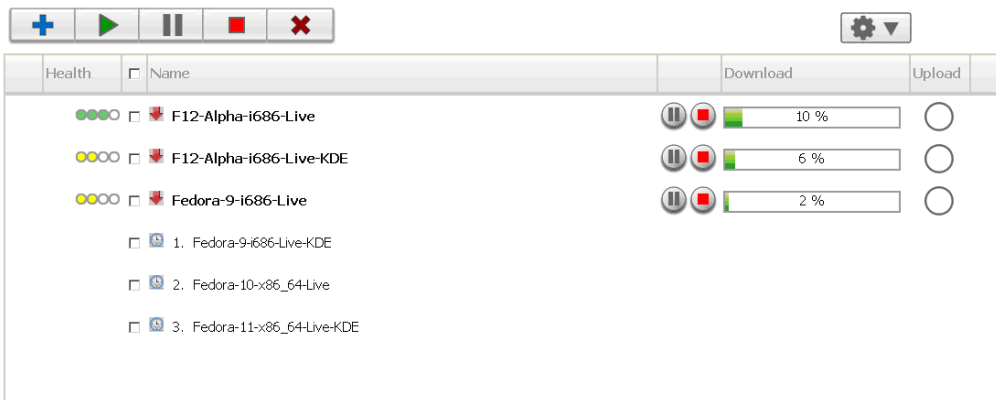 Health Name Download Upload
F12-Alpha-i686-Live 10 %
F12-Alpha-i686-Live-KDE 6 %
Fedora-9-i686-Live 2 %
1. Fedora-9-i686-Live-KDE
2. Fedora-10-x86_64-Live
3. Fedora-11-x86_64-Live-KDE